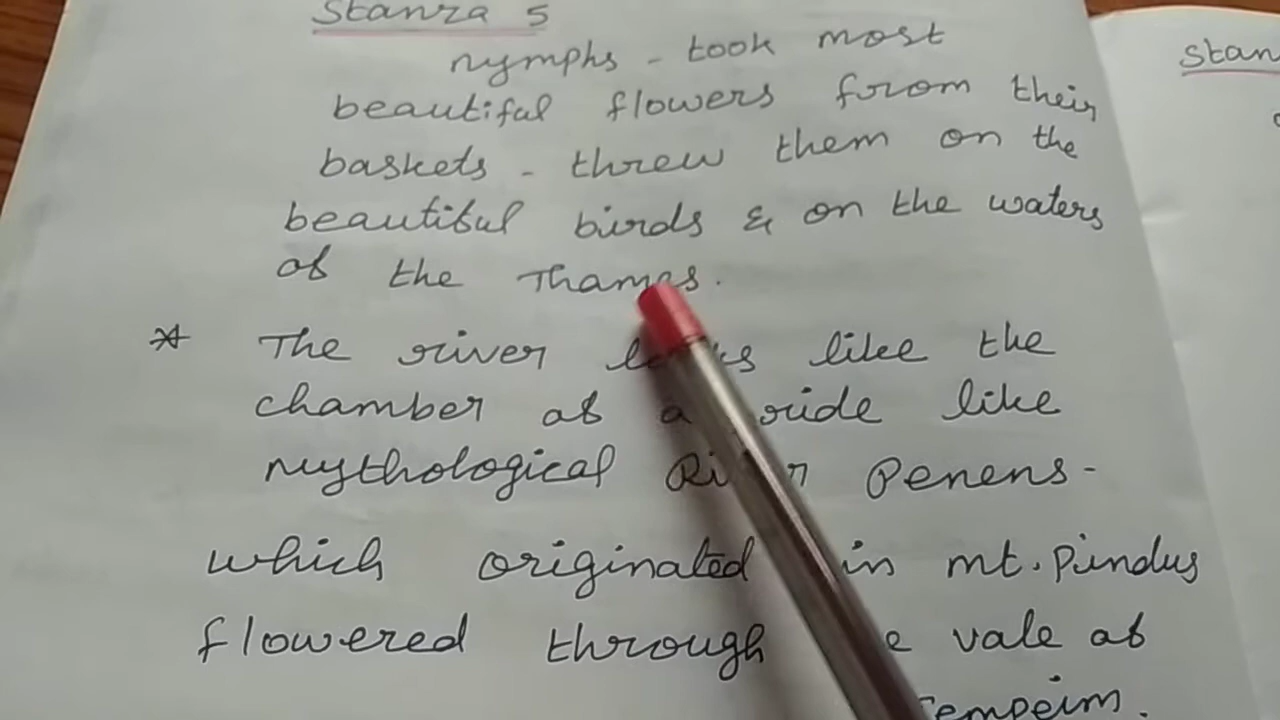 Stanza 5
nymphs - took most
beautiful flowers from their
baskets - threw them on the
beautiful birds & on the waters
of the Thames.
* The river like the
chamber of a like
mythological Penens -
which originated in mt. Pindus
flowered through vale of
Stan